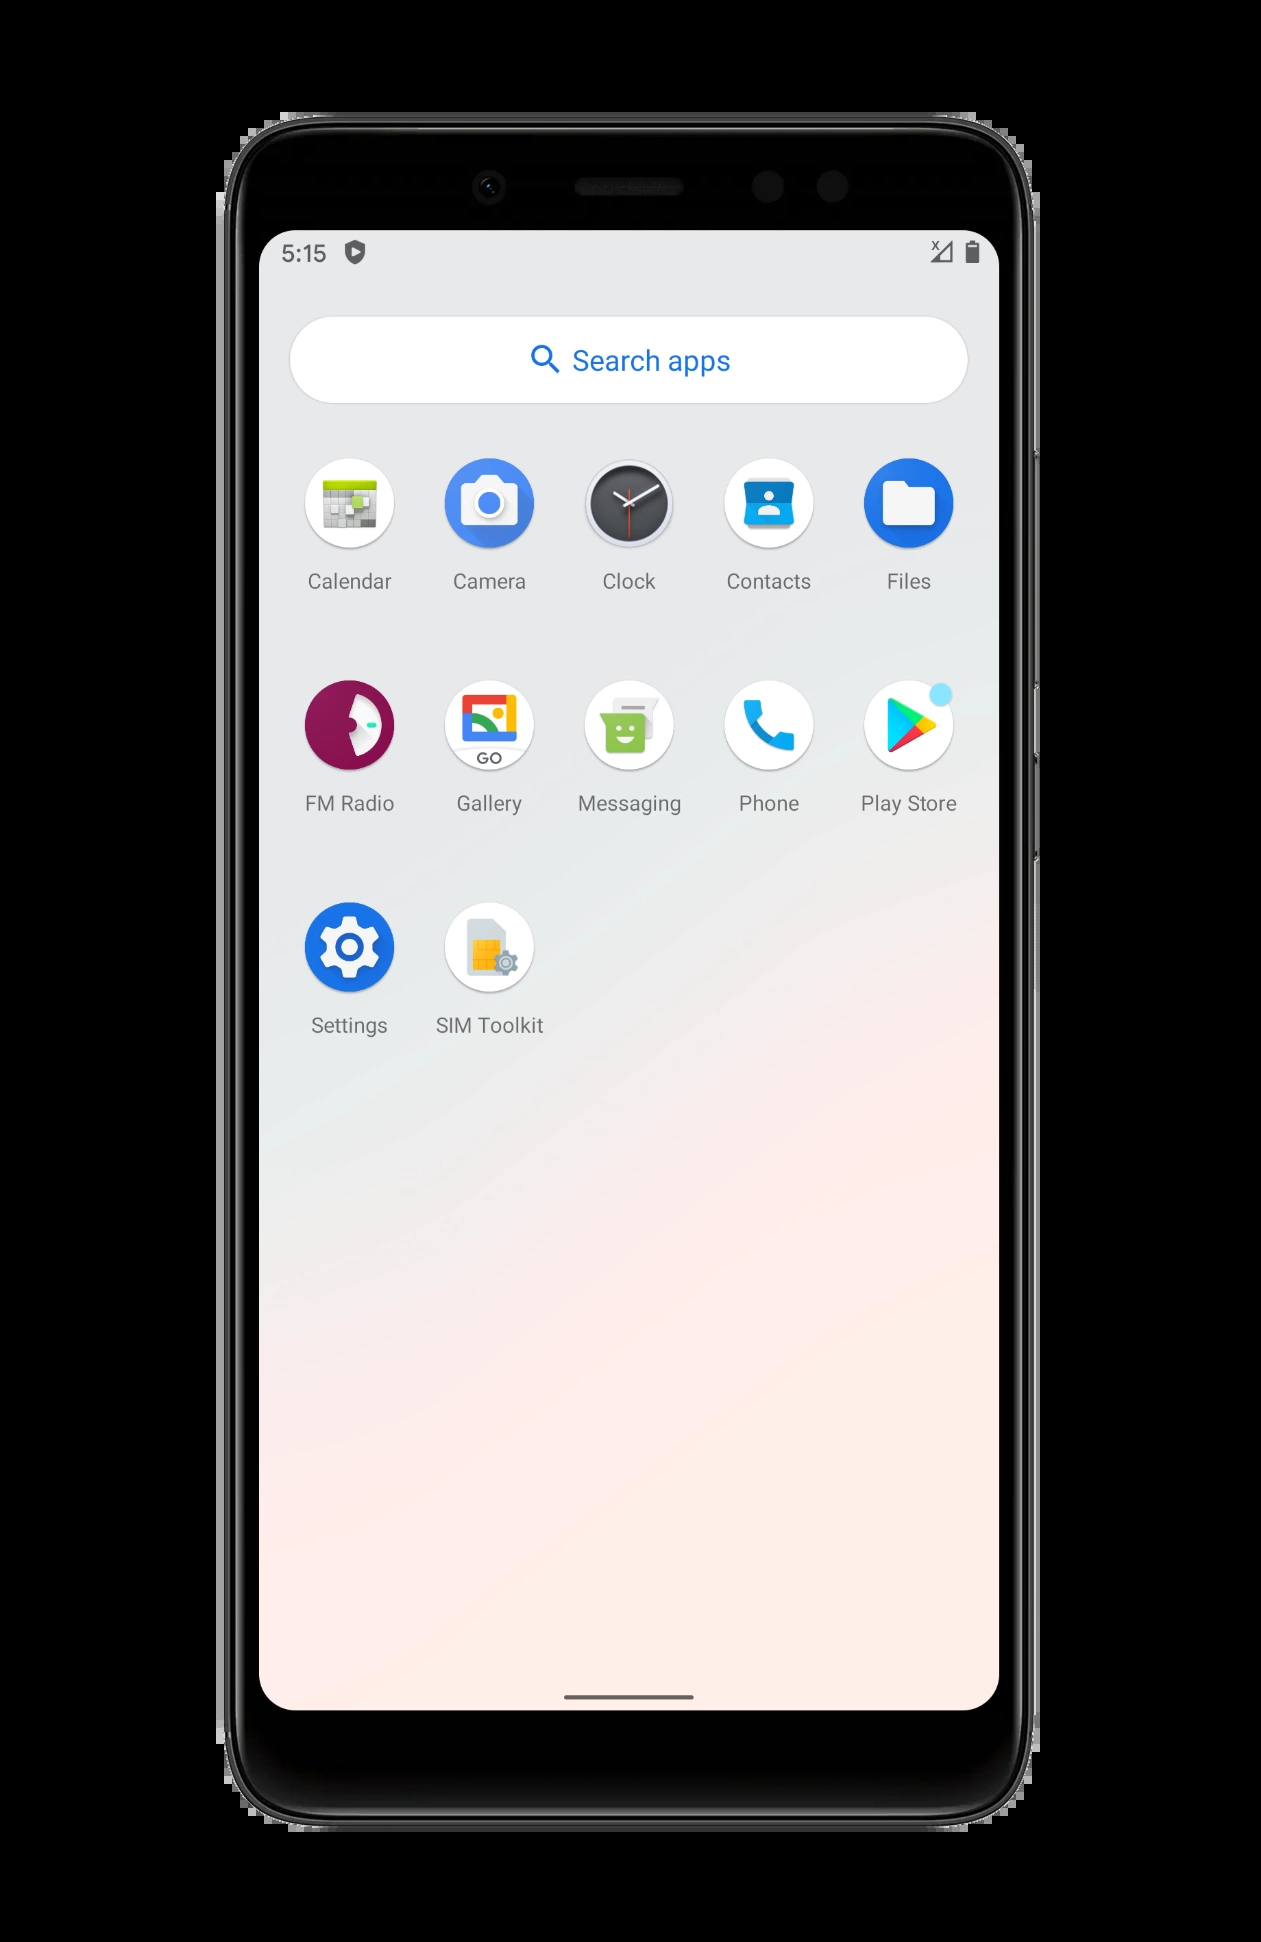 5:15
Search apps
Calendar Camera Clock Contacts Files
GO
FM Radio Gallery Messaging Phone Play Store
Settings SIM Toolkit